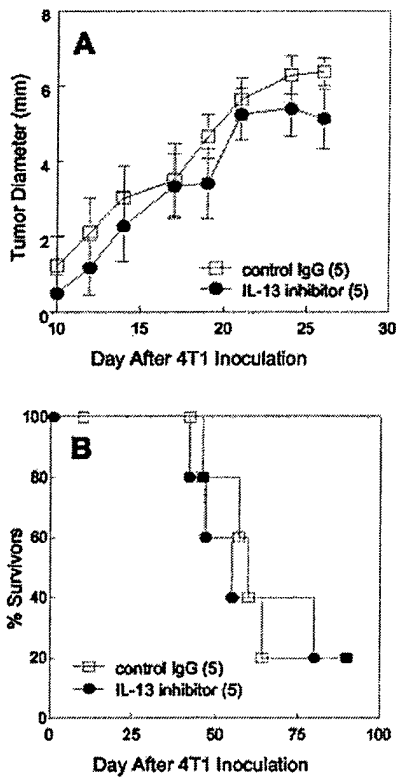 A
8
6
4
2
0
Tumor Diameter (mm)
control IgG (5)
IL-13 inhibitor (5)
10 15 20 25 30
Day After 4T1 Inoculation
B
100
80
60
40
20
0
% Survivors
control IgG (5)
IL-13 inhibitor (5)
0 25 50 75 100
Day After 4T1 Inoculation